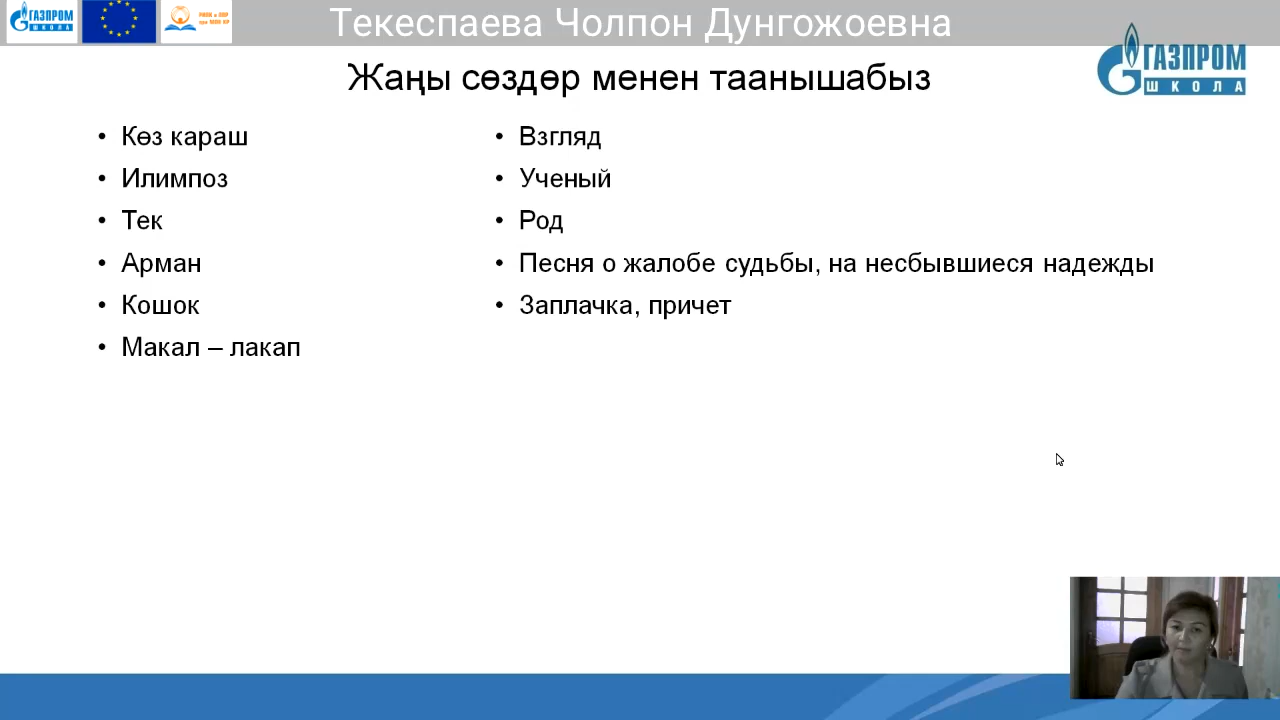 ГАЗПРОМ
ШКОЛА
Текеспаева Чолпон Дунгожоевна
Жаңы сөздөр менен таанышабыз
ГАЗПРОМ
ШКОЛА
Көз караш
Взгляд
Илимпоз
Ученый
Тек
Род
Арман
Песня о жалобе судьбы, на несбывшиеся надежды
Кошок
Заплачка, причет
Макал – лакап